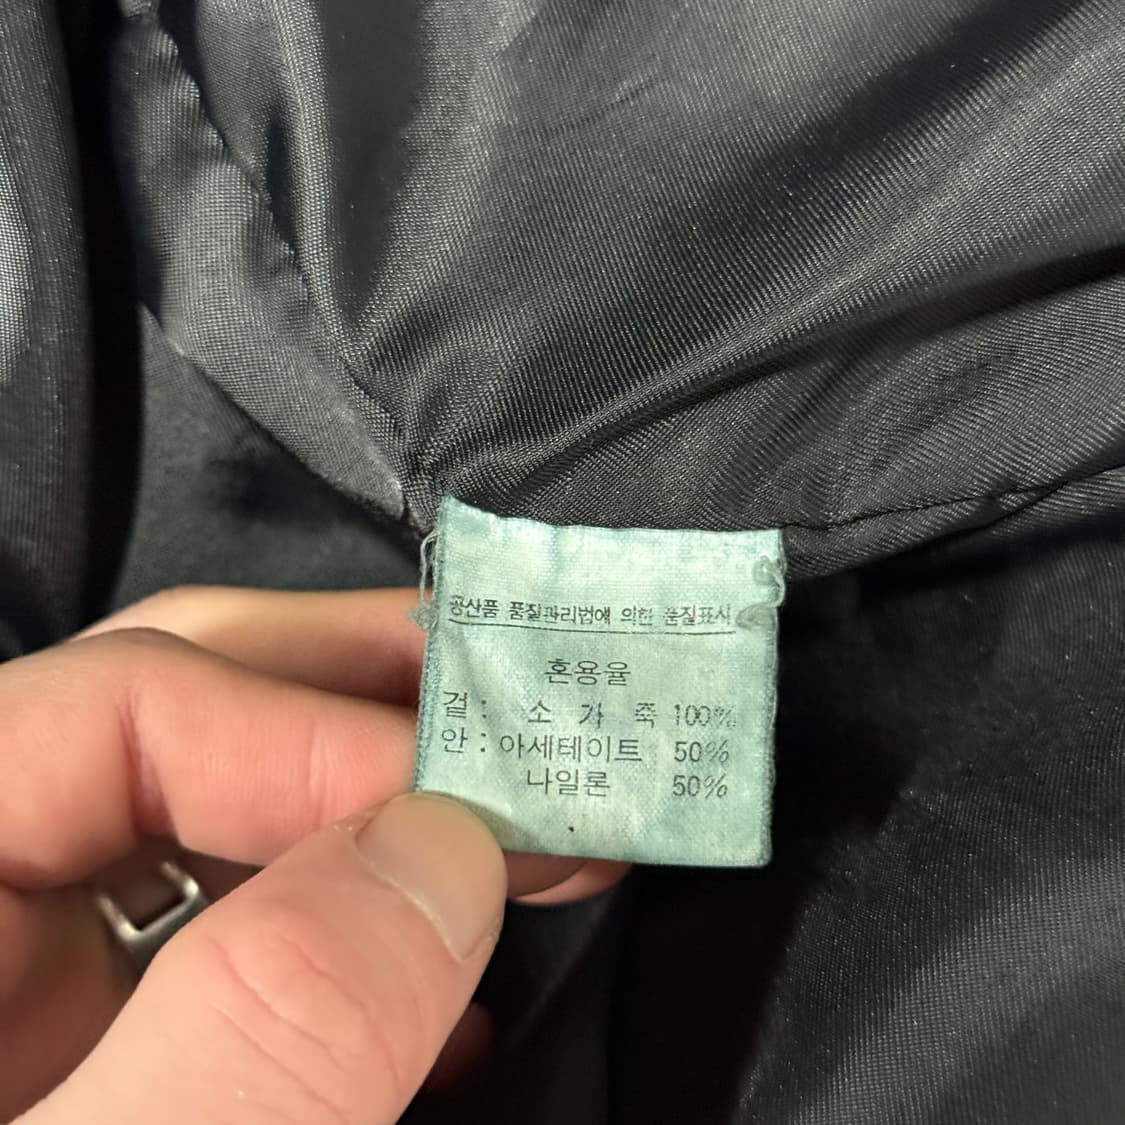 공산품 품질관리법에 의한 품질표시
혼용율
겉: 소 가 죽 100%
안: 아세테이트 50%
나일론 50%